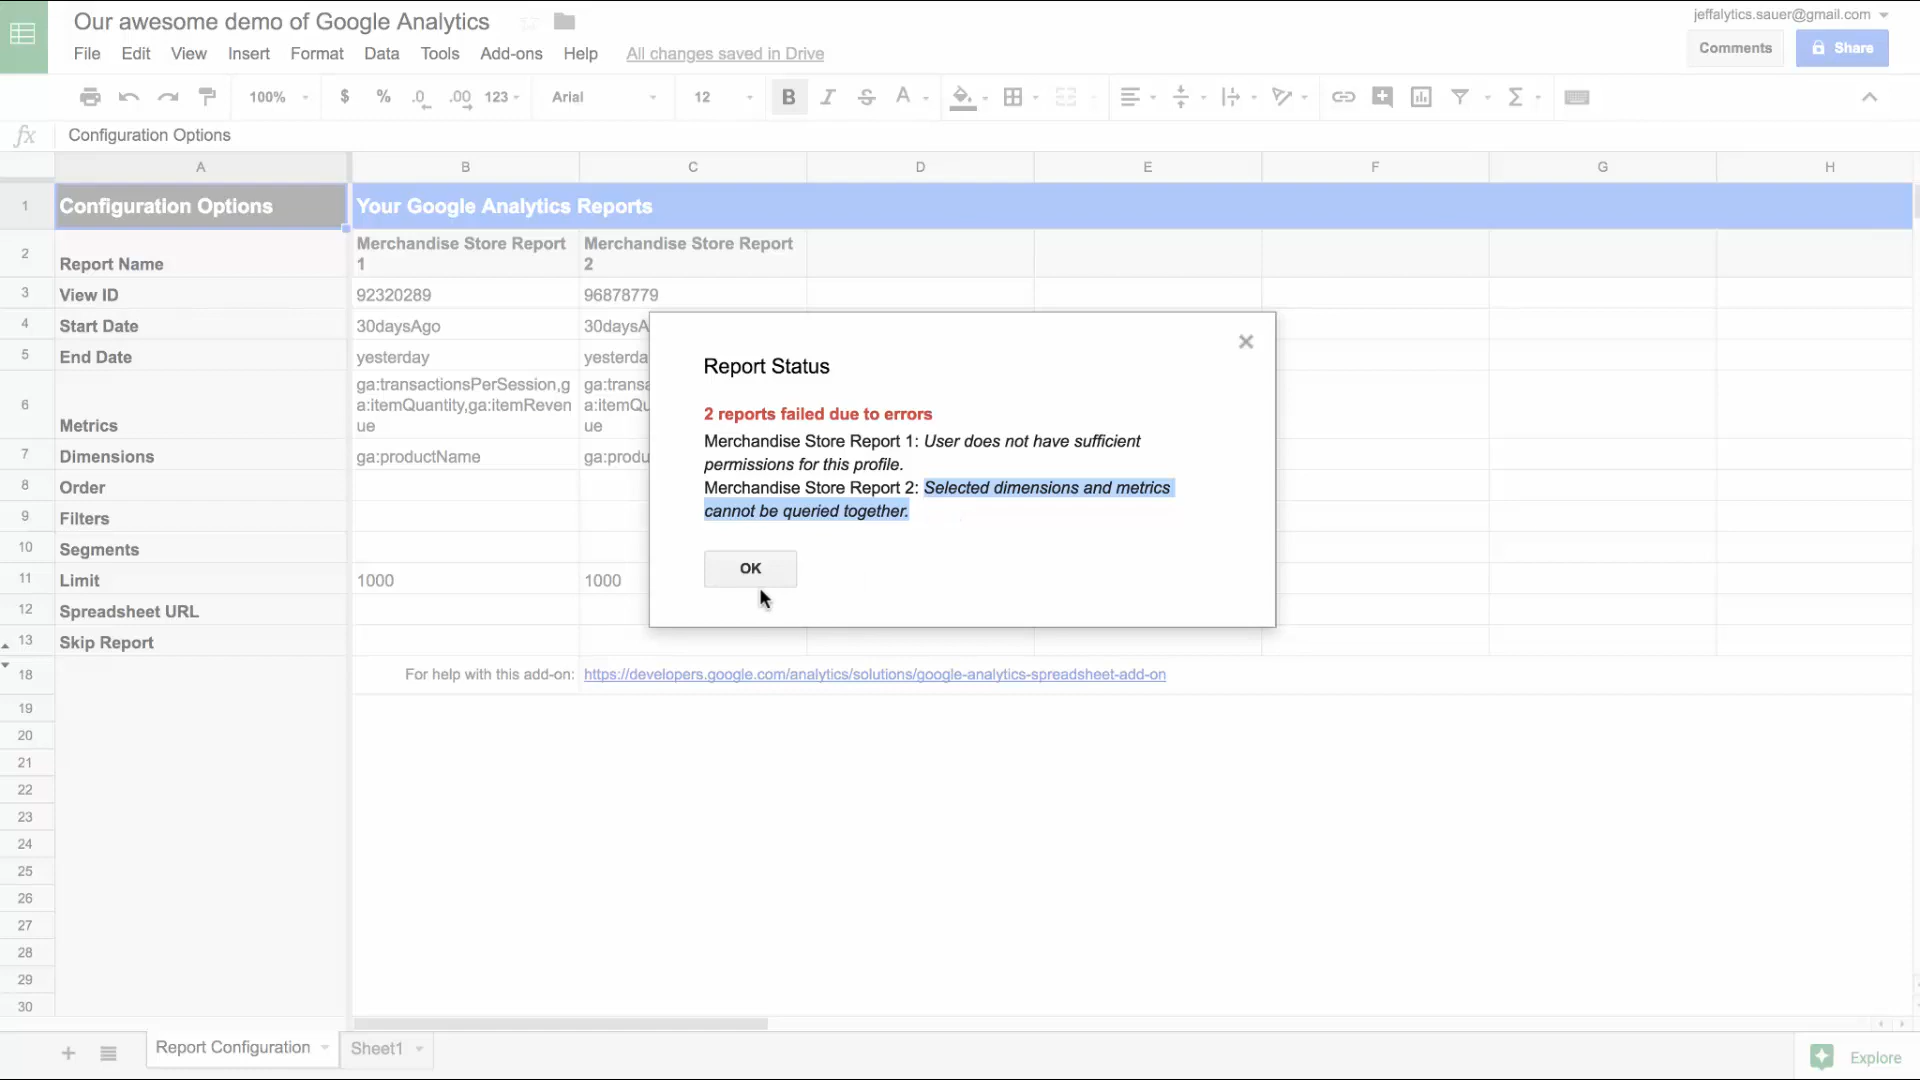 Our awesome demo of Google Analytics
jeffalytics.sauer@gmail.com
File Edit View Insert Format Data Tools Add-ons Help All changes saved in Drive
Comments Share
100% $ % .0 .00 123 Arial 12 B I S A
fx Configuration Options
A B C D E F G H
1 Configuration Options Your Google Analytics Reports
Merchandise Store Report Merchandise Store Report
2 Report Name 1 2
3 View ID 92320289 96878779
4 Start Date 30daysAgo 30daysA
5 End Date yesterday yesterda
ga:transactionsPerSession,g ga:transa
6 a:itemQuantity,ga:itemReven a:itemQu
Metrics ue ue
7 Dimensions ga:productName ga:produ
8 Order
9 Filters
10 Segments
11 Limit 1000 1000
12 Spreadsheet URL
13 Skip Report
18 For help with this add-on: https://developers.google.com/analytics/solutions/google-analytics-spreadsheet-add-on
19
20
21
22
23
24
25
26
27
28
29
30
Report Status
2 reports failed due to errors
Merchandise Store Report 1: User does not have sufficient
permissions for this profile.
Merchandise Store Report 2: Selected dimensions and metrics
cannot be queried together.
OK
Report Configuration Sheet1
Explore